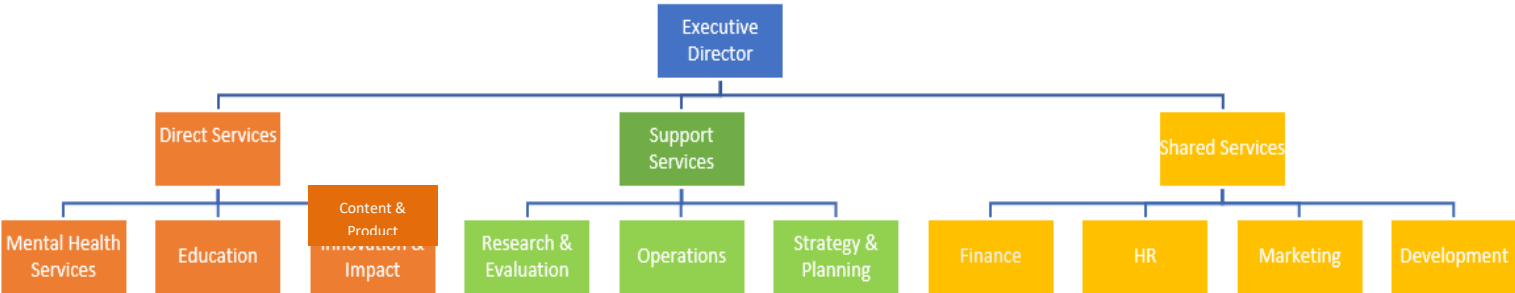 Executive
Director
Direct Services
Support
Services
Shared Services
Content &
Product
Mental Health
Services
Education
Innovation &
Impact
Research &
Evaluation
Operations
Strategy &
Planning
Finance
HR
Marketing
Development